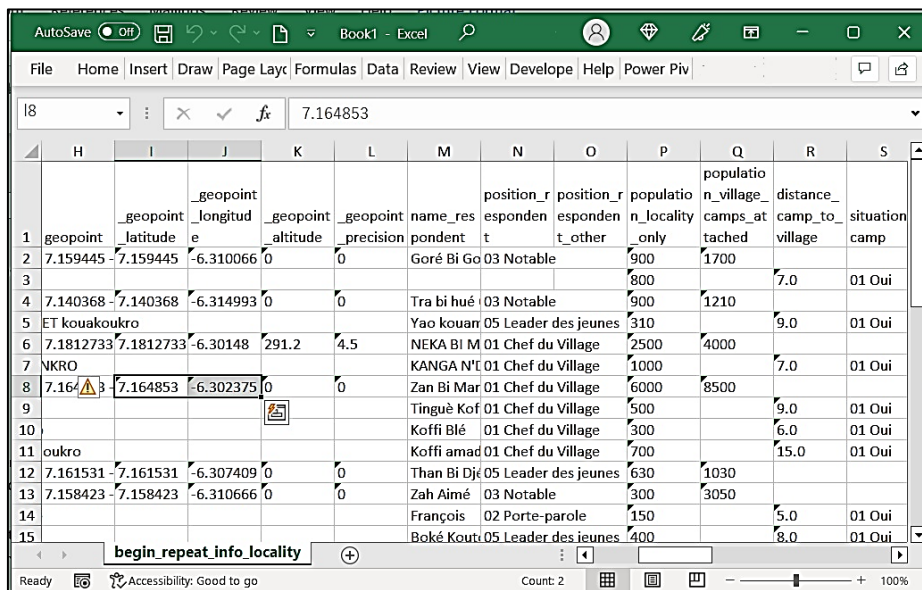 AutoSave Off Book1 - Excel
File Home Insert Draw Page Layc Formulas Data Review View Develope Help Power Piv
I8 fx 7.164853
H I J K L M N O P Q R S
1 geopoint _geopoint_latitude _geopoint_longitude _geopoint_altitude _geopoint_precision name_respondent position_respondent position_respondent_other population_locality_only population_village_camps_attached distance_camp_to_village situation camp
2 7.159445 - 7.159445 -6.310066 0 0 Goré Bi Go 03 Notable 900 1700
3 800 7.0 01 Oui
4 7.140368 - 7.140368 -6.314993 0 0 Tra bi hué 03 Notable 900 1210
5 ET kouakoukro Yao kouam 05 Leader des jeunes 310 9.0 01 Oui
6 7.1812733 7.1812733 -6.30148 291.2 4.5 NEKA BI M 01 Chef du Village 2500 4000
7 NKRO KANGA N'D 01 Chef du Village 1000 7.0 01 Oui
8 7.164 3 - 7.164853 -6.302375 0 0 Zan Bi Mar 01 Chef du Village 6000 8500
9 Tinguè Kof 01 Chef du Village 500 9.0 01 Oui
10 Koffi Blé 01 Chef du Village 300 6.0 01 Oui
11 oukro Koffi amad 01 Chef du Village 700 15.0 01 Oui
12 7.161531 - 7.161531 -6.307409 0 0 Than Bi Djé 05 Leader des jeunes 630 1030
13 7.158423 - 7.158423 -6.310666 0 0 Zah Aimé 03 Notable 300 3050
14 François 02 Porte-parole 150 5.0 01 Oui
15 Boké Kout 05 Leader des jeunes 400 8.0 01 Oui
begin_repeat_info_locality
Ready Accessibility: Good to go Count: 2 100%